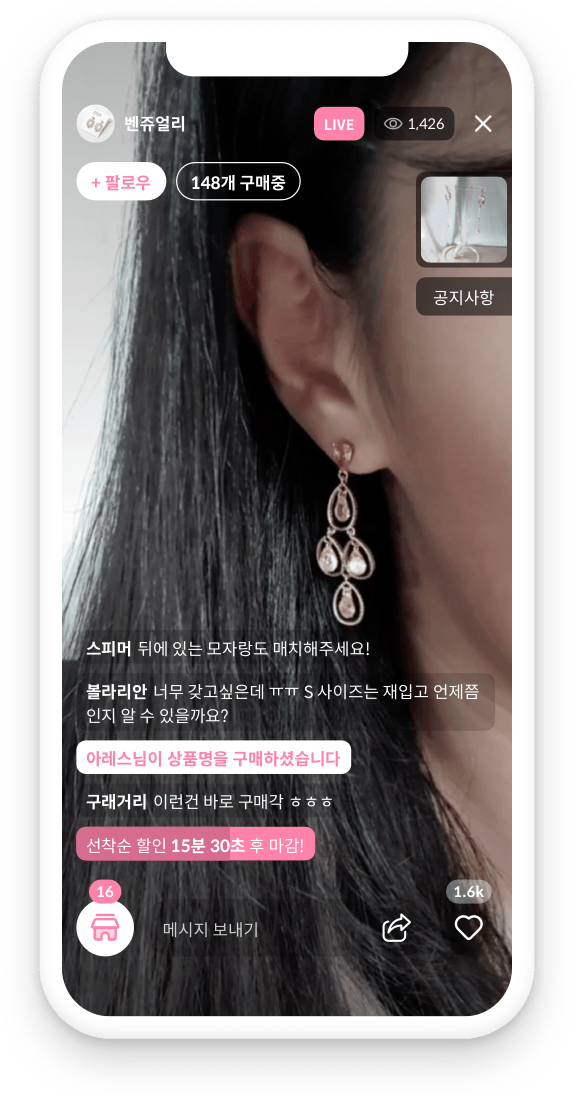 벤쥬얼리
LIVE
1,426
+ 팔로우
148개 구매중
공지사항
스피머 뒤에 있는 모자랑도 매치해주세요!
볼라리안 너무 갖고싶은데 ㅠㅠ S 사이즈는 재입고 언제쯤
인지 알 수 있을까요?
아레스님이 상품명을 구매하셨습니다
구래거리 이런건 바로 구매각 ㅎㅎㅎ
선착순 할인 15분 30초 후 마감!
16
1.6k
메시지 보내기